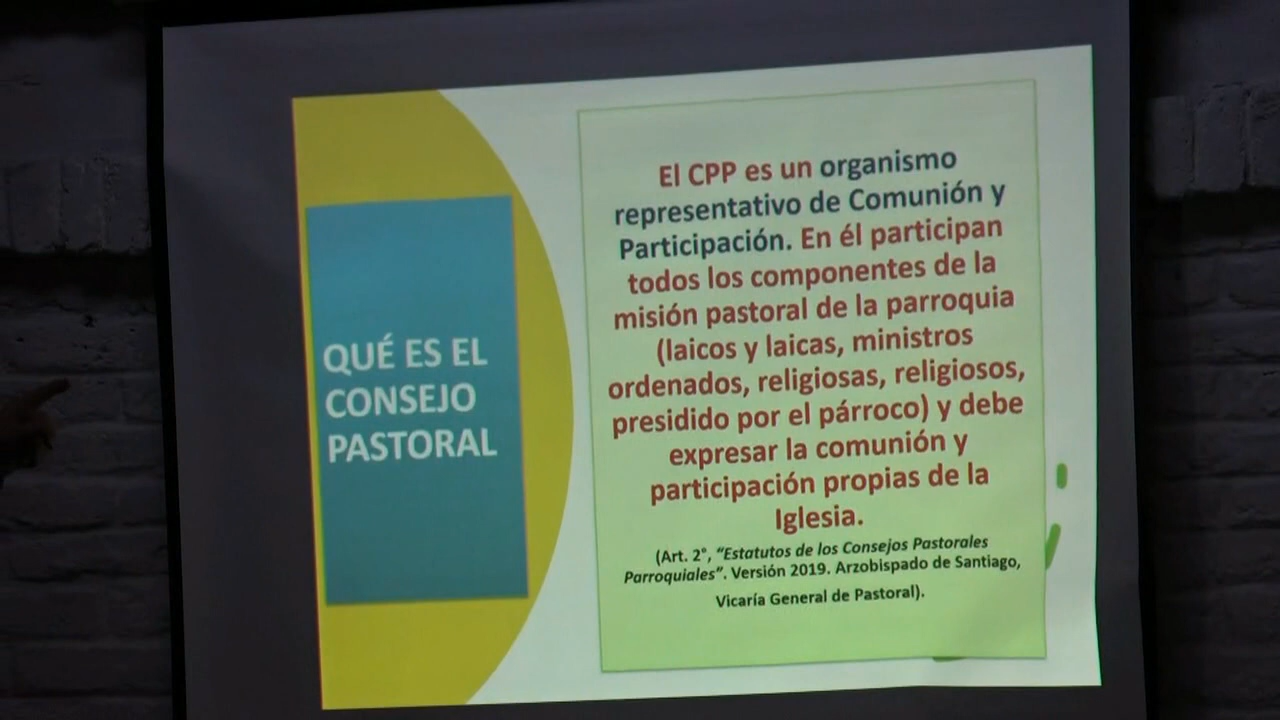 QUÉ ES EL
CONSEJO
PASTORAL
El CPP es un organismo
representativo de Comunión y
Participación. En él participan
todos los componentes de la
misión pastoral de la parroquia
(laicos y laicas, ministros
ordenados, religiosas, religiosos,
presidido por el párroco) y debe
expresar la comunión y
participación propias de la
Iglesia.
(Art. 2°, “Estatutos de los Consejos Pastorales
Parroquiales”. Versión 2019. Arzobispado de Santiago,
Vicaría General de Pastoral).